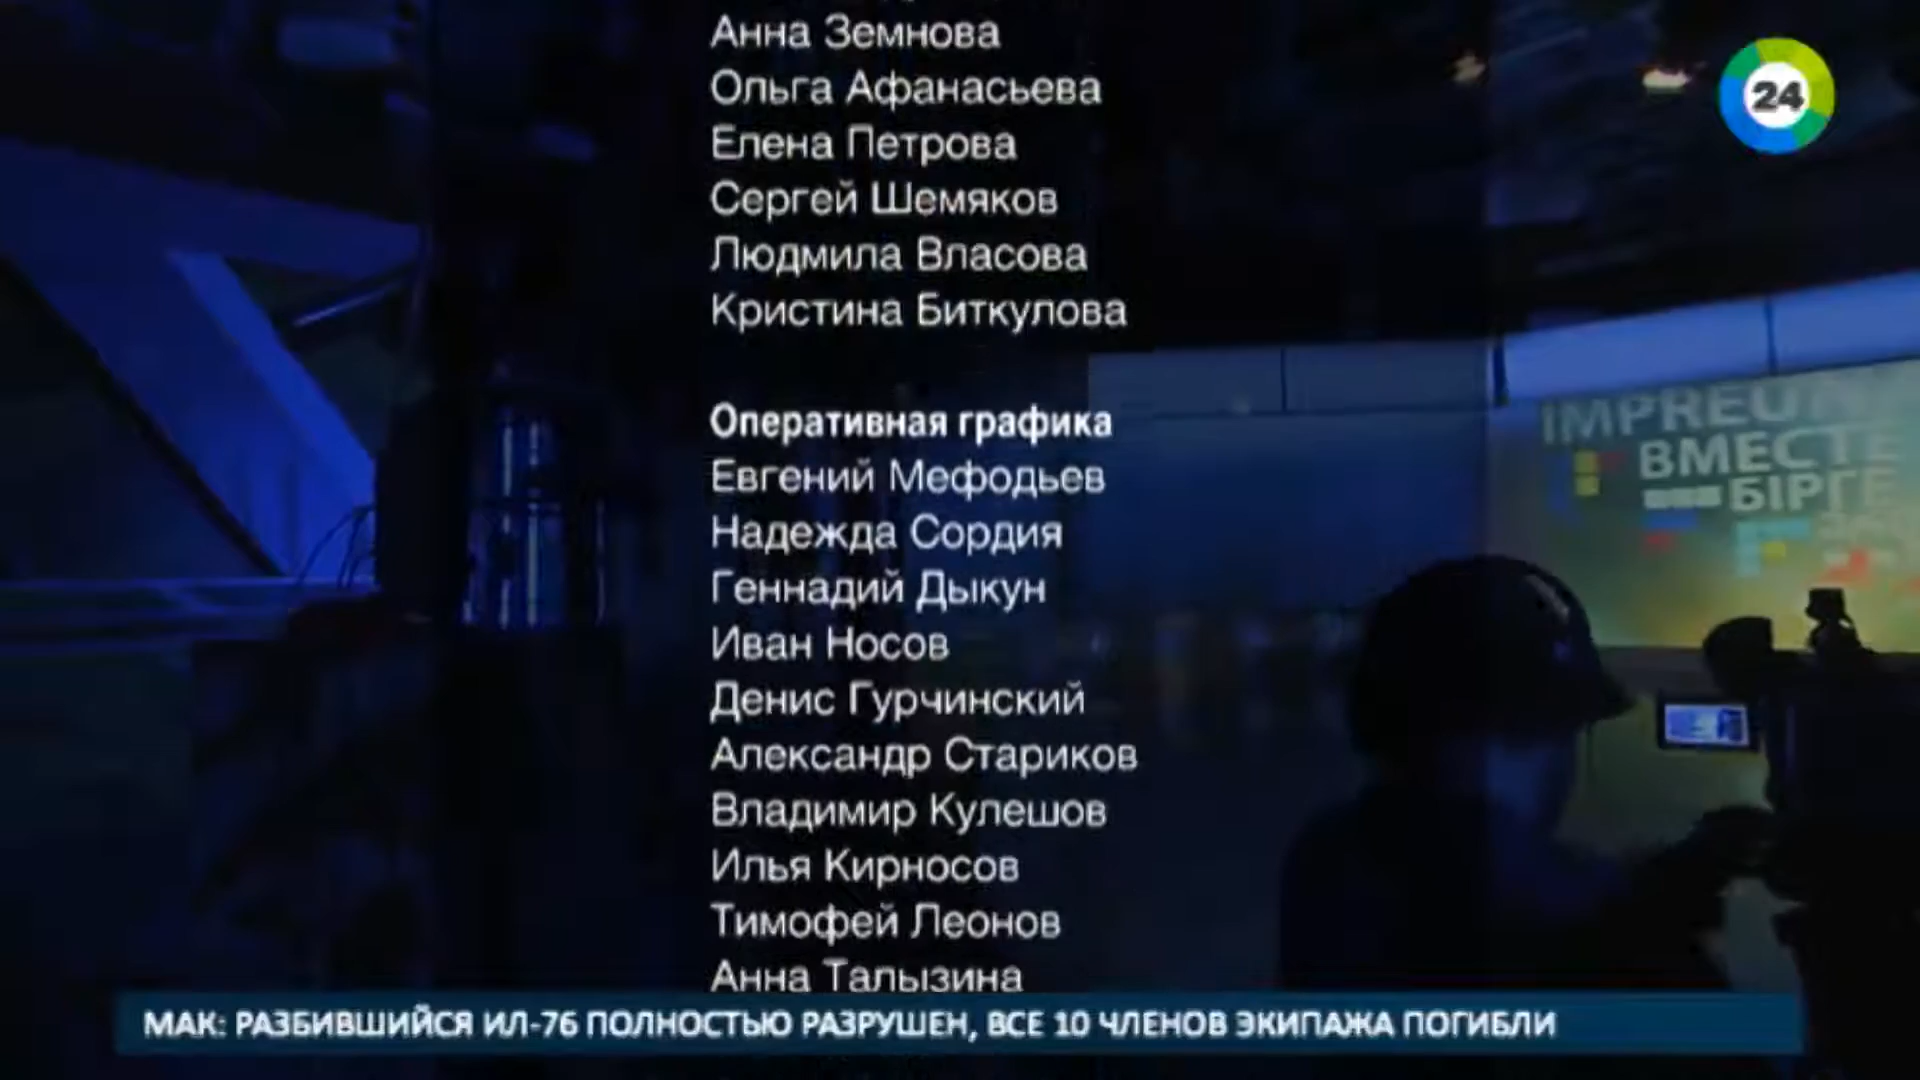 Анна Земнова
Ольга Афанасьева
Елена Петрова
Сергей Шемяков
Людмила Власова
Кристина Биткулова
Оперативная графика
Евгений Мефодьев
Надежда Сордия
Геннадий Дыкун
Иван Носов
Денис Гурчинский
Александр Стариков
Владимир Кулешов
Илья Кирносов
Тимофей Леонов
Анна Талызина
24
IMPREU
ВМЕСТЕ
БІРГЕ
МАК: РАЗБИВШИЙСЯ ИЛ-76 ПОЛНОСТЬЮ РАЗРУШЕН, ВСЕ 10 ЧЛЕНОВ ЭКИПАЖА ПОГИБЛИ